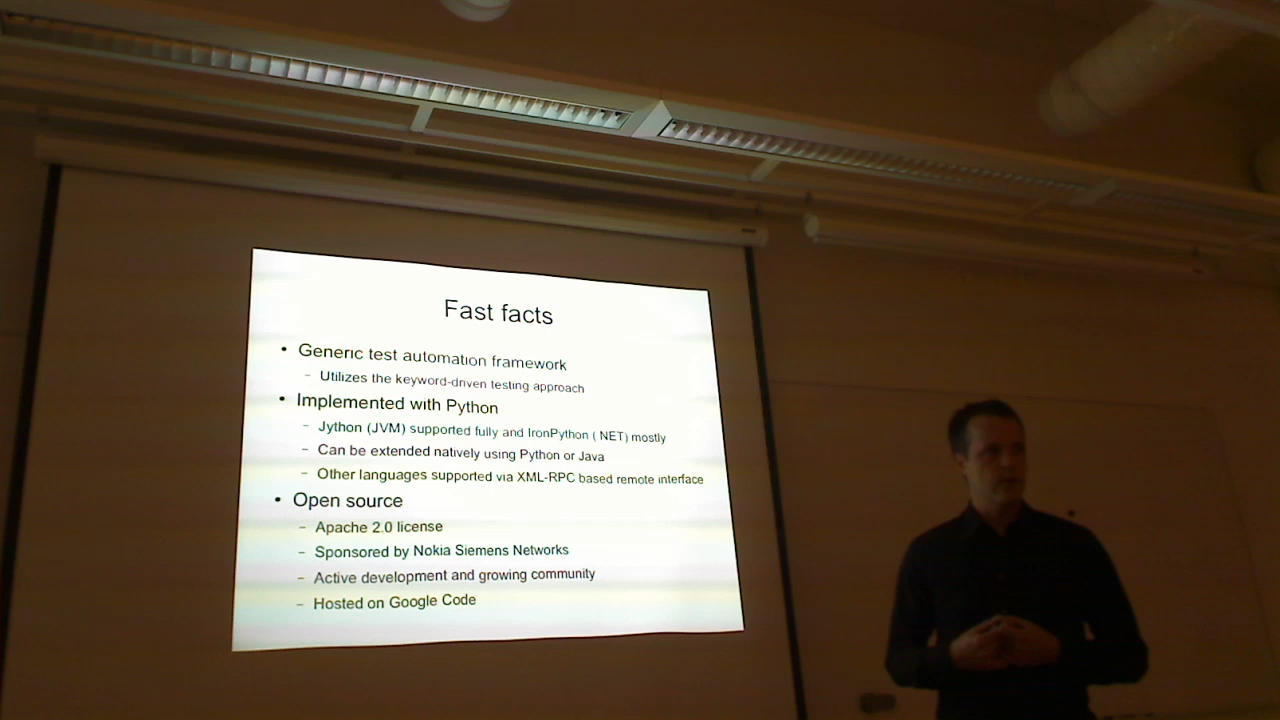 Fast facts
• Generic test automation framework
– Utilizes the keyword-driven testing approach
• Implemented with Python
– Jython (JVM) supported fully and IronPython (.NET) mostly
– Can be extended natively using Python or Java
– Other languages supported via XML-RPC based remote interface
• Open source
– Apache 2.0 license
– Sponsored by Nokia Siemens Networks
– Active development and growing community
– Hosted on Google Code